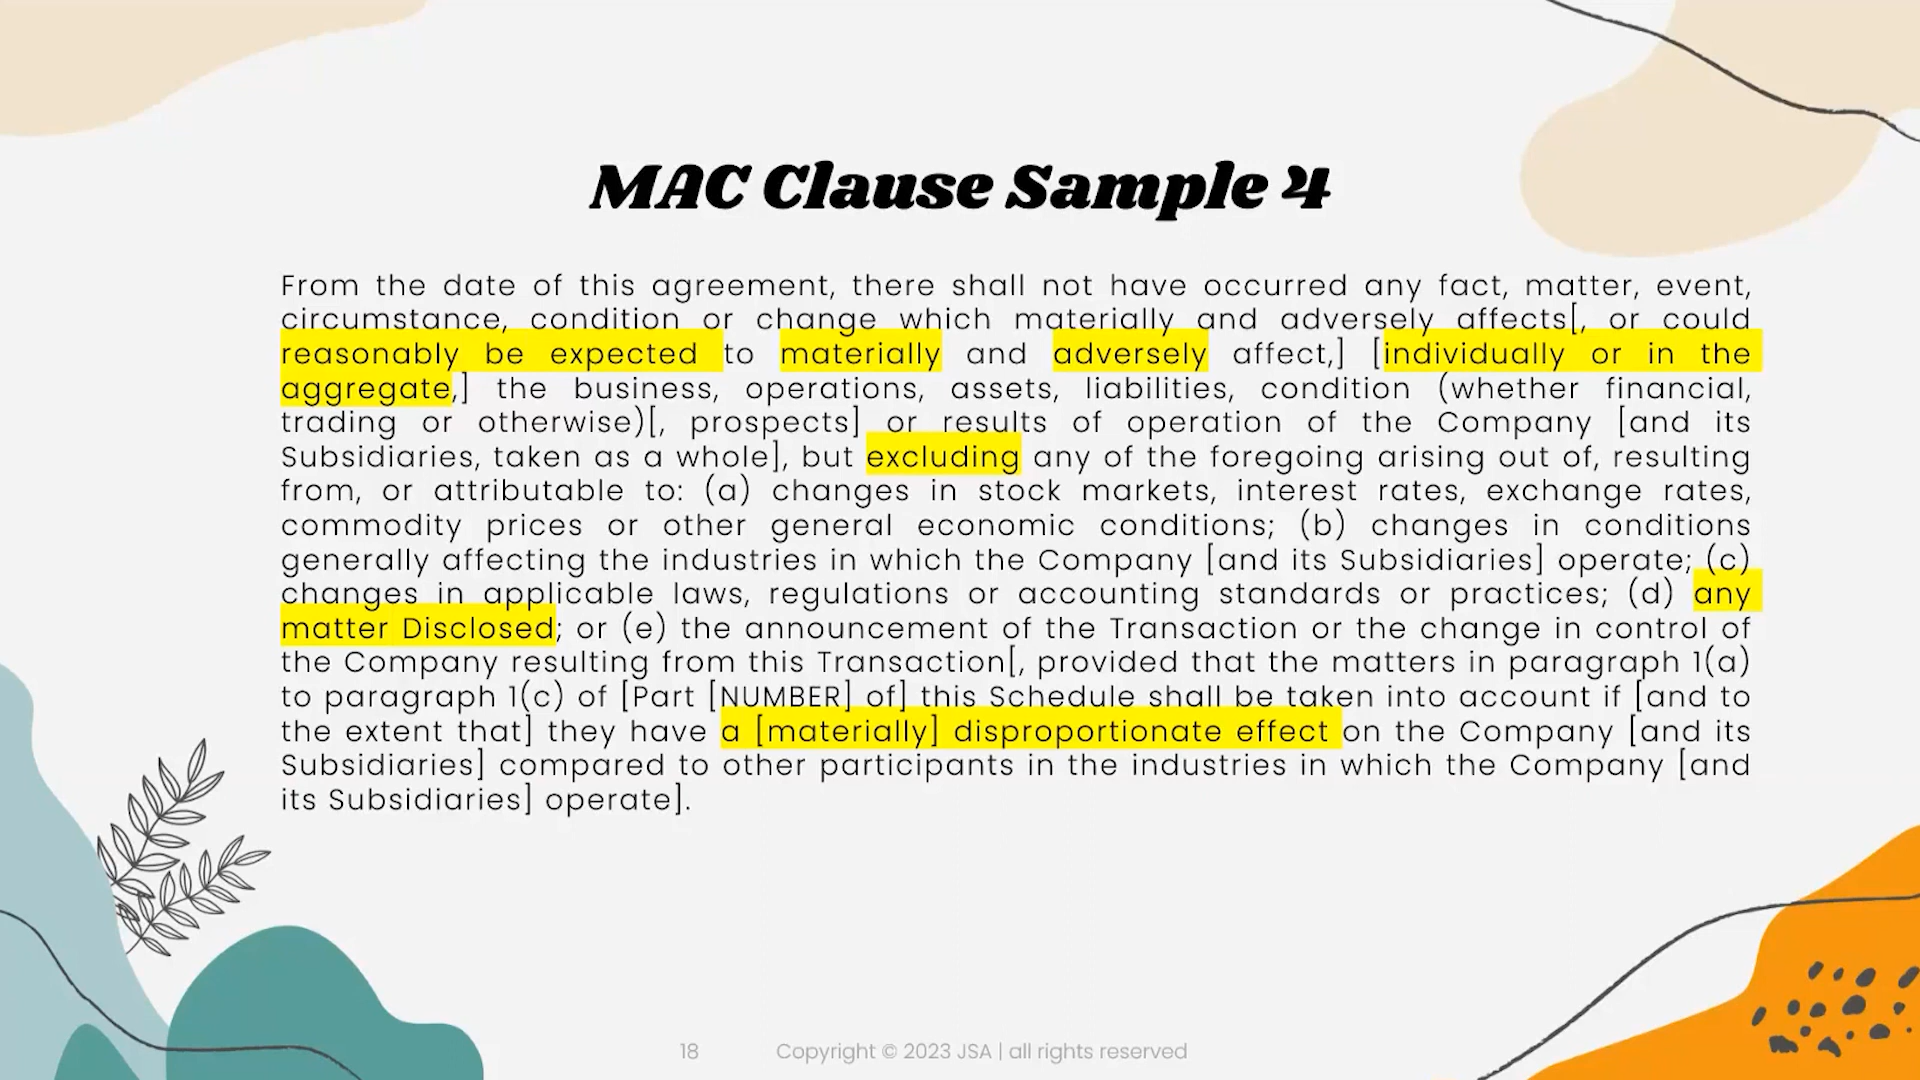 MAC Clause Sample 4
From the date of this agreement, there shall not have occurred any fact, matter, event,
circumstance, condition or change which materially and adversely affects[, or could
reasonably be expected to materially and adversely affect,] [individually or in the
aggregate,] the business, operations, assets, liabilities, condition (whether financial,
trading or otherwise)[, prospects] or results of operation of the Company [and its
Subsidiaries, taken as a whole], but excluding any of the foregoing arising out of, resulting
from, or attributable to: (a) changes in stock markets, interest rates, exchange rates,
commodity prices or other general economic conditions; (b) changes in conditions
generally affecting the industries in which the Company [and its Subsidiaries] operate; (c)
changes in applicable laws, regulations or accounting standards or practices; (d) any
matter Disclosed; or (e) the announcement of the Transaction or the change in control of
the Company resulting from this Transaction[, provided that the matters in paragraph 1(a)
to paragraph 1(c) of [Part [NUMBER] of] this Schedule shall be taken into account if [and to
the extent that] they have a [materially] disproportionate effect on the Company [and its
Subsidiaries] compared to other participants in the industries in which the Company [and
its Subsidiaries] operate].
18 Copyright © 2023 JSA | all rights reserved